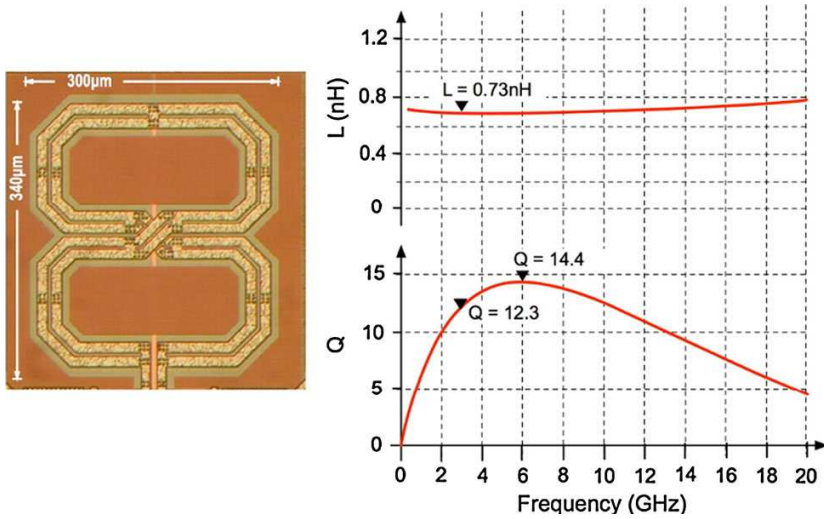 300μm
340μm
L (nH)
1.2
0.8
0.4
0
L = 0.73nH
Q
15
10
5
0
Q = 14.4
Q = 12.3
0 2 4 6 8 10 12 14 16 18 20
Frequency (GHz)